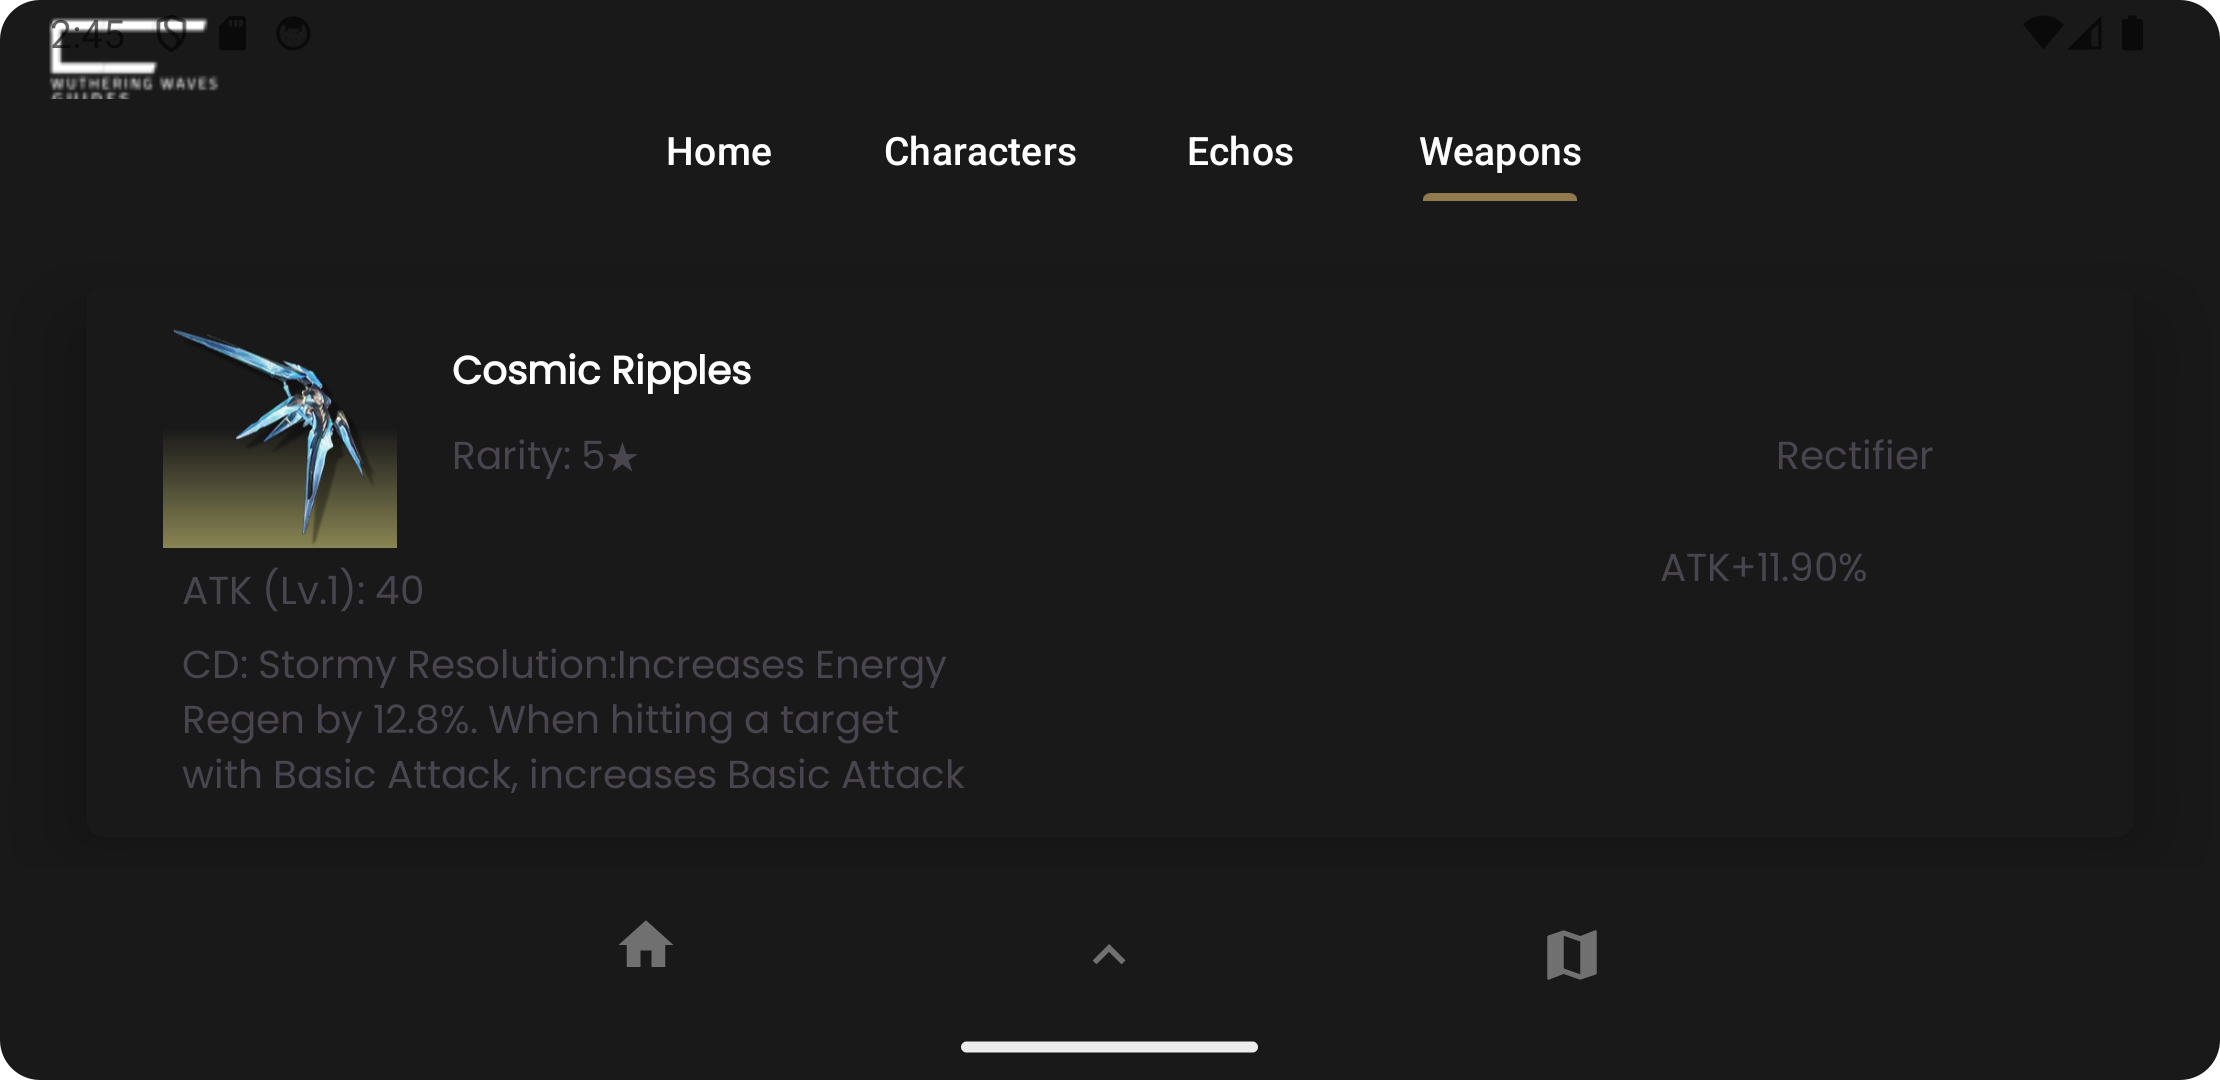 2:45
WUTHERING WAVES
GUIDES
Home Characters Echos Weapons
Cosmic Ripples
Rarity: 5★ Rectifier
ATK+11.90%
ATK (Lv.1): 40
CD: Stormy Resolution:Increases Energy
Regen by 12.8%. When hitting a target
with Basic Attack, increases Basic Attack